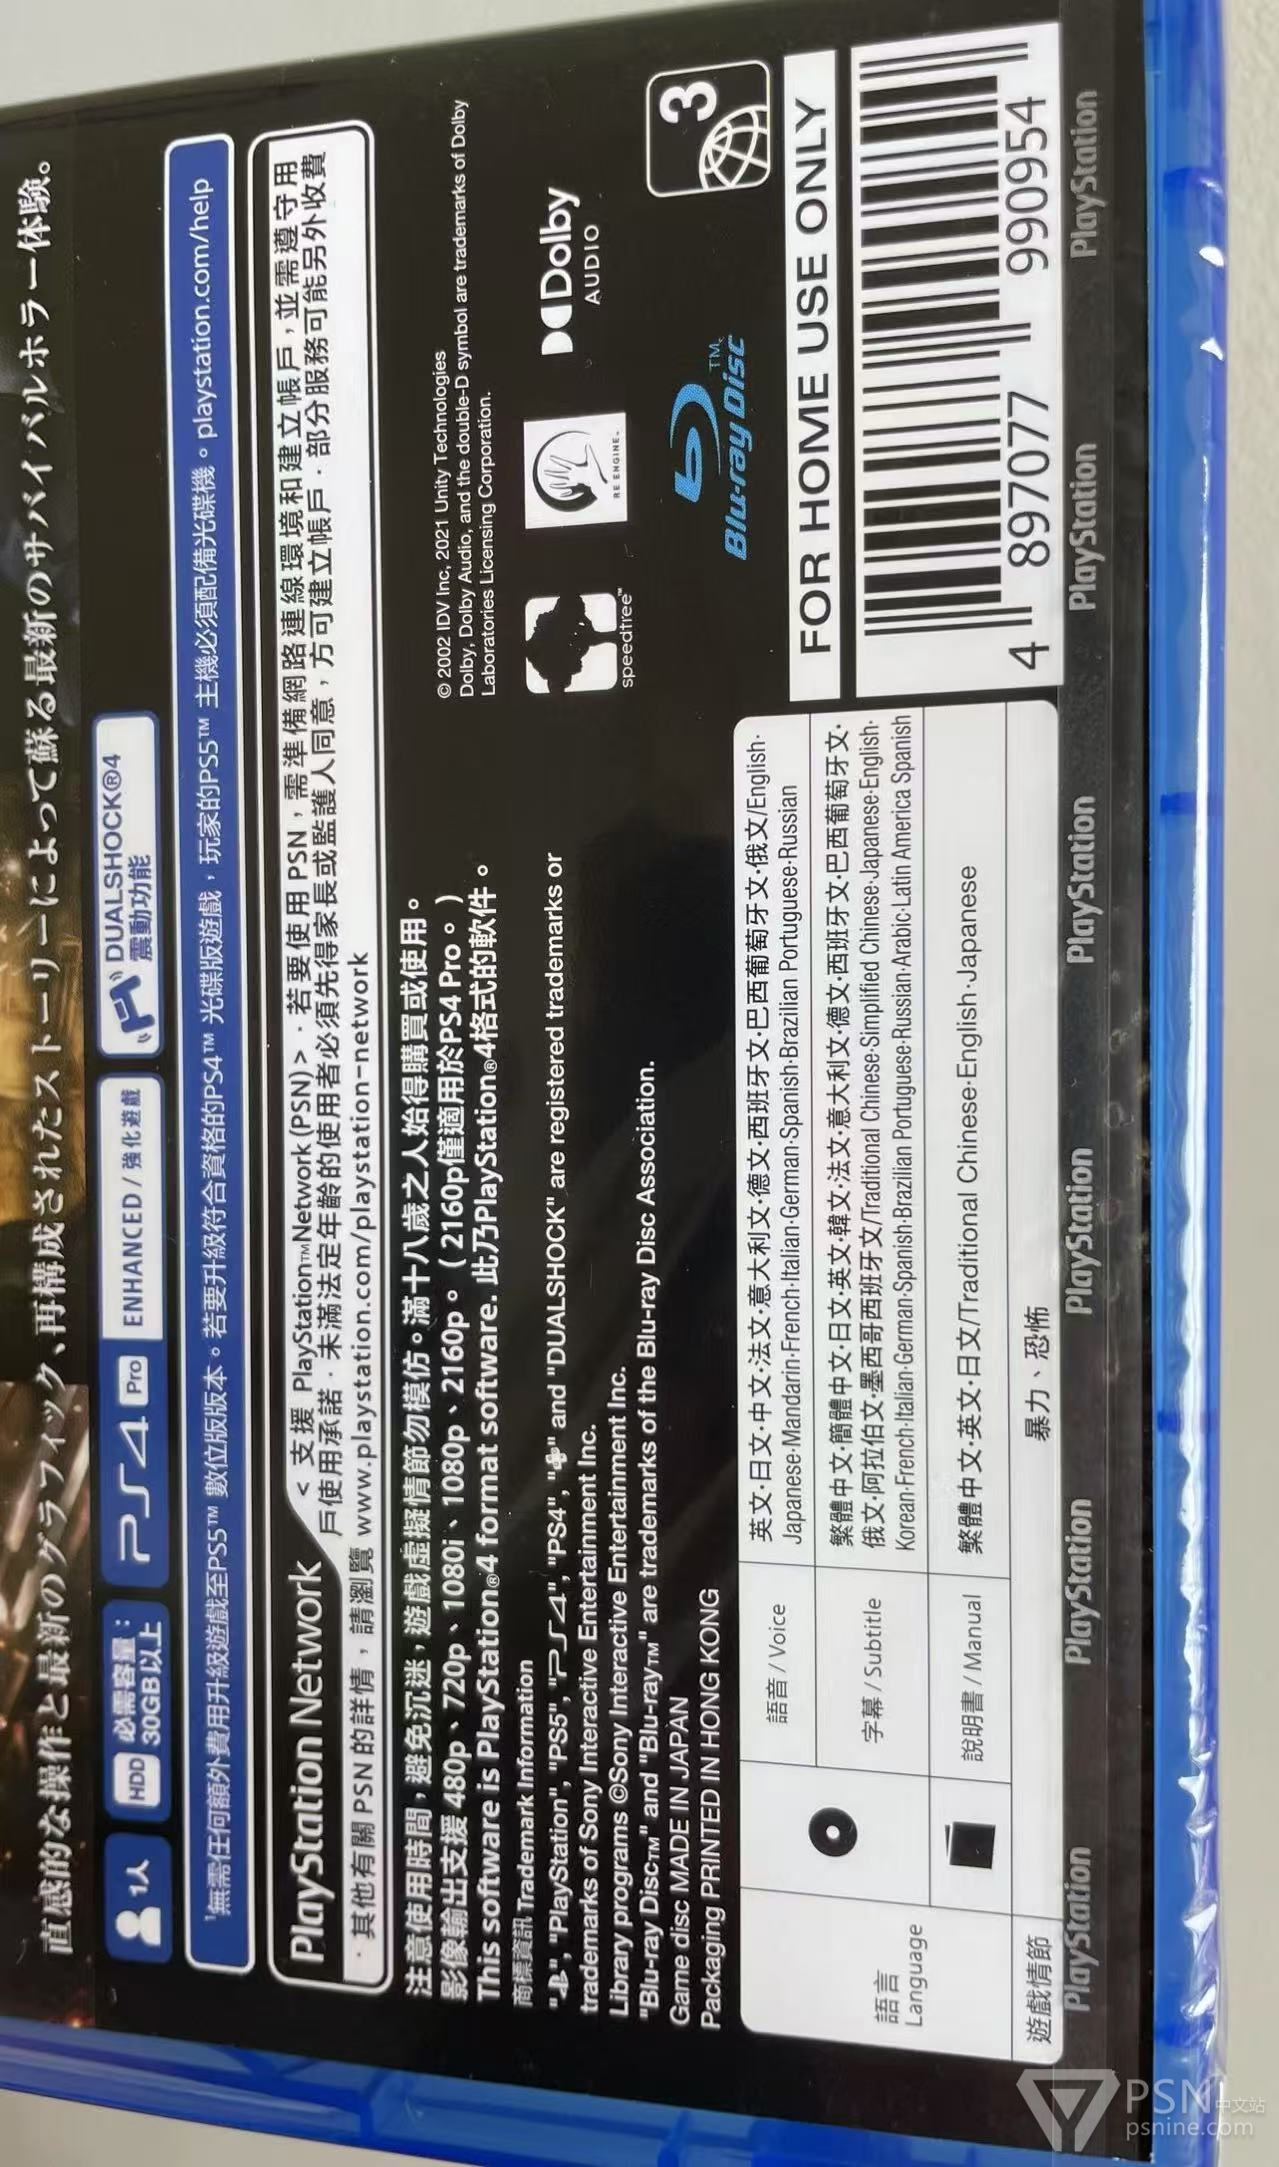 直感的な操作と最新のグラフィック、再構成されたストーリーによって蘇る最新のサバイバルホラー体験。
1人
HDD 必需容量：30GB以上
PS4 Pro ENHANCED / 強化遊戲
DUALSHOCK®4 震動功能
¹無需任何額外費用升級遊戲至PS5™ 數位版版本。若要升級符合資格的PS4™ 光碟版遊戲，玩家的PS5™ 主機必須配備光碟機。playstation.com/help
PlayStation Network
< 支援 PlayStation™Network (PSN) > · 若要使用 PSN，需準備網路連線環境和建立帳戶，並需遵守用
戶使用承諾 · 未滿法定年齡的使用者必須先得家長或監護人同意，方可建立帳戶 · 部分服務可能另外收費
· 其他有關 PSN 的詳情，請瀏覽 www.playstation.com/playstation-network
注意使用時間，避免沉迷，遊戲虛擬情節勿模仿。滿十八歲之人始得購買或使用。
影像輸出支援 480p、720p、1080i、1080p、2160p。（2160p僅適用於PS4 Pro。）
This software is PlayStation®4 format software. 此乃PlayStation®4格式的軟件。
商標資訊 Trademark Information
"PlayStation", "PS5", "PS4", "PS4", and "DUALSHOCK" are registered trademarks or
trademarks of Sony Interactive Entertainment Inc.
Library programs ©Sony Interactive Entertainment Inc.
"Blu-ray Disc™" and "Blu-ray™" are trademarks of the Blu-ray Disc Association.
Game disc MADE IN JAPAN
Packaging PRINTED IN HONG KONG
© 2002 IDV Inc, 2021 Unity Technologies
Dolby, Dolby Audio, and the double-D symbol are trademarks of Dolby
Laboratories Licensing Corporation.
speedtree™
RE ENGINE™
Dolby
AUDIO
Blu-ray Disc™
3
FOR HOME USE ONLY
4 897077 990954
語言
Language
語音 / Voice
英文·日文·中文·法文·意大利文·德文·西班牙文·巴西葡萄牙文·俄文/English·
Japanese·Mandarin·French·Italian·German·Spanish·Brazilian Portuguese·Russian
字幕 / Subtitle
繁體中文·簡體中文·日文·英文·韓文·法文·意大利文·德文·西班牙文·巴西葡萄牙文·
俄文·阿拉伯文·墨西哥西班牙文/Traditional Chinese·Simplified Chinese·Japanese·English·
Korean·French·Italian·German·Spanish·Brazilian Portuguese·Russian·Arabic·Latin America Spanish
說明書 / Manual
繁體中文·英文·日文/Traditional Chinese·English·Japanese
遊戲情節
暴力、恐怖
PlayStation PlayStation PlayStation PlayStation PlayStation PlayStation
PSN中文站
psnine.com